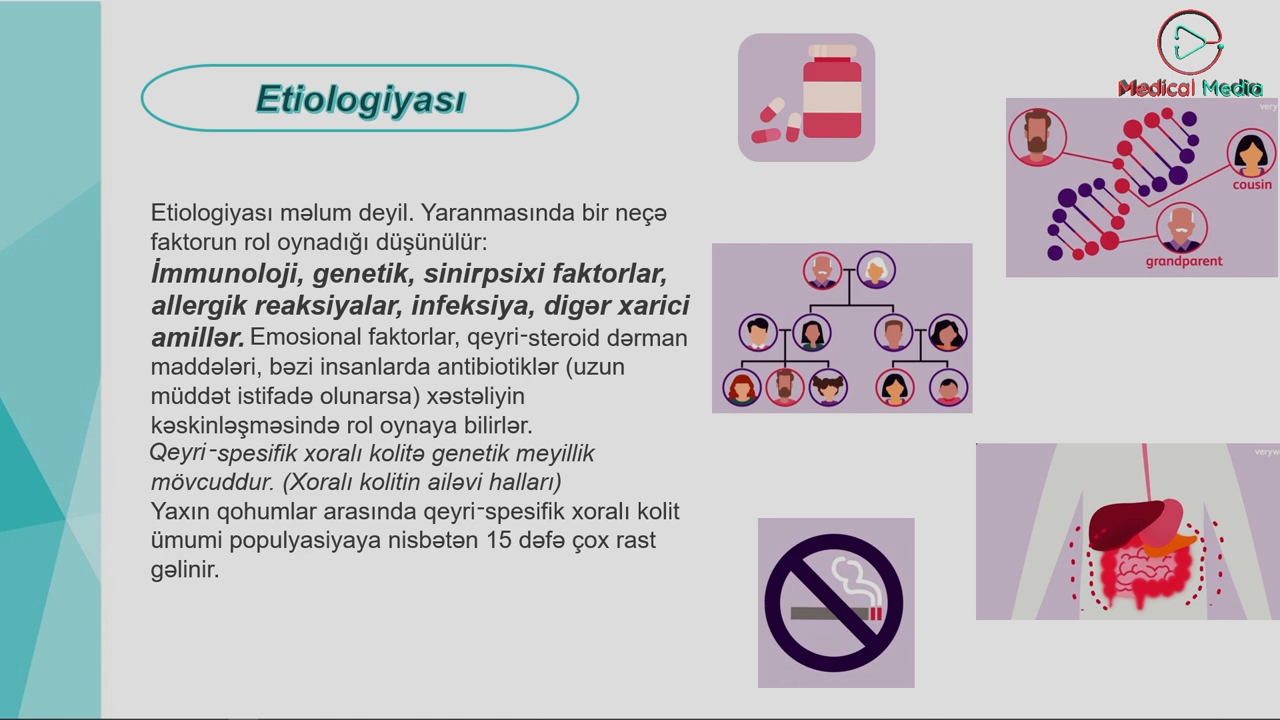 Medical Media
Etiologiyası
very
cousin
grandparent
Etiologiyası məlum deyil. Yaranmasında bir neçə
faktorun rol oynadığı düşünülür:
İmmunoloji, genetik, sinirpsixi faktorlar,
allergik reaksiyalar, infeksiya, digər xarici
amillər. Emosional faktorlar, qeyri-steroid dərman
maddələri, bəzi insanlarda antibiotiklər (uzun
müddət istifadə olunarsa) xəstəliyin
kəskinləşməsində rol oynaya bilirlər.
Qeyri-spesifik xoralı kolitə genetik meyillik
mövcuddur. (Xoralı kolitin ailəvi halları)
Yaxın qohumlar arasında qeyri-spesifik xoralı kolit
ümumi populyasiyaya nisbətən 15 dəfə çox rast
gəlinir.
veryw